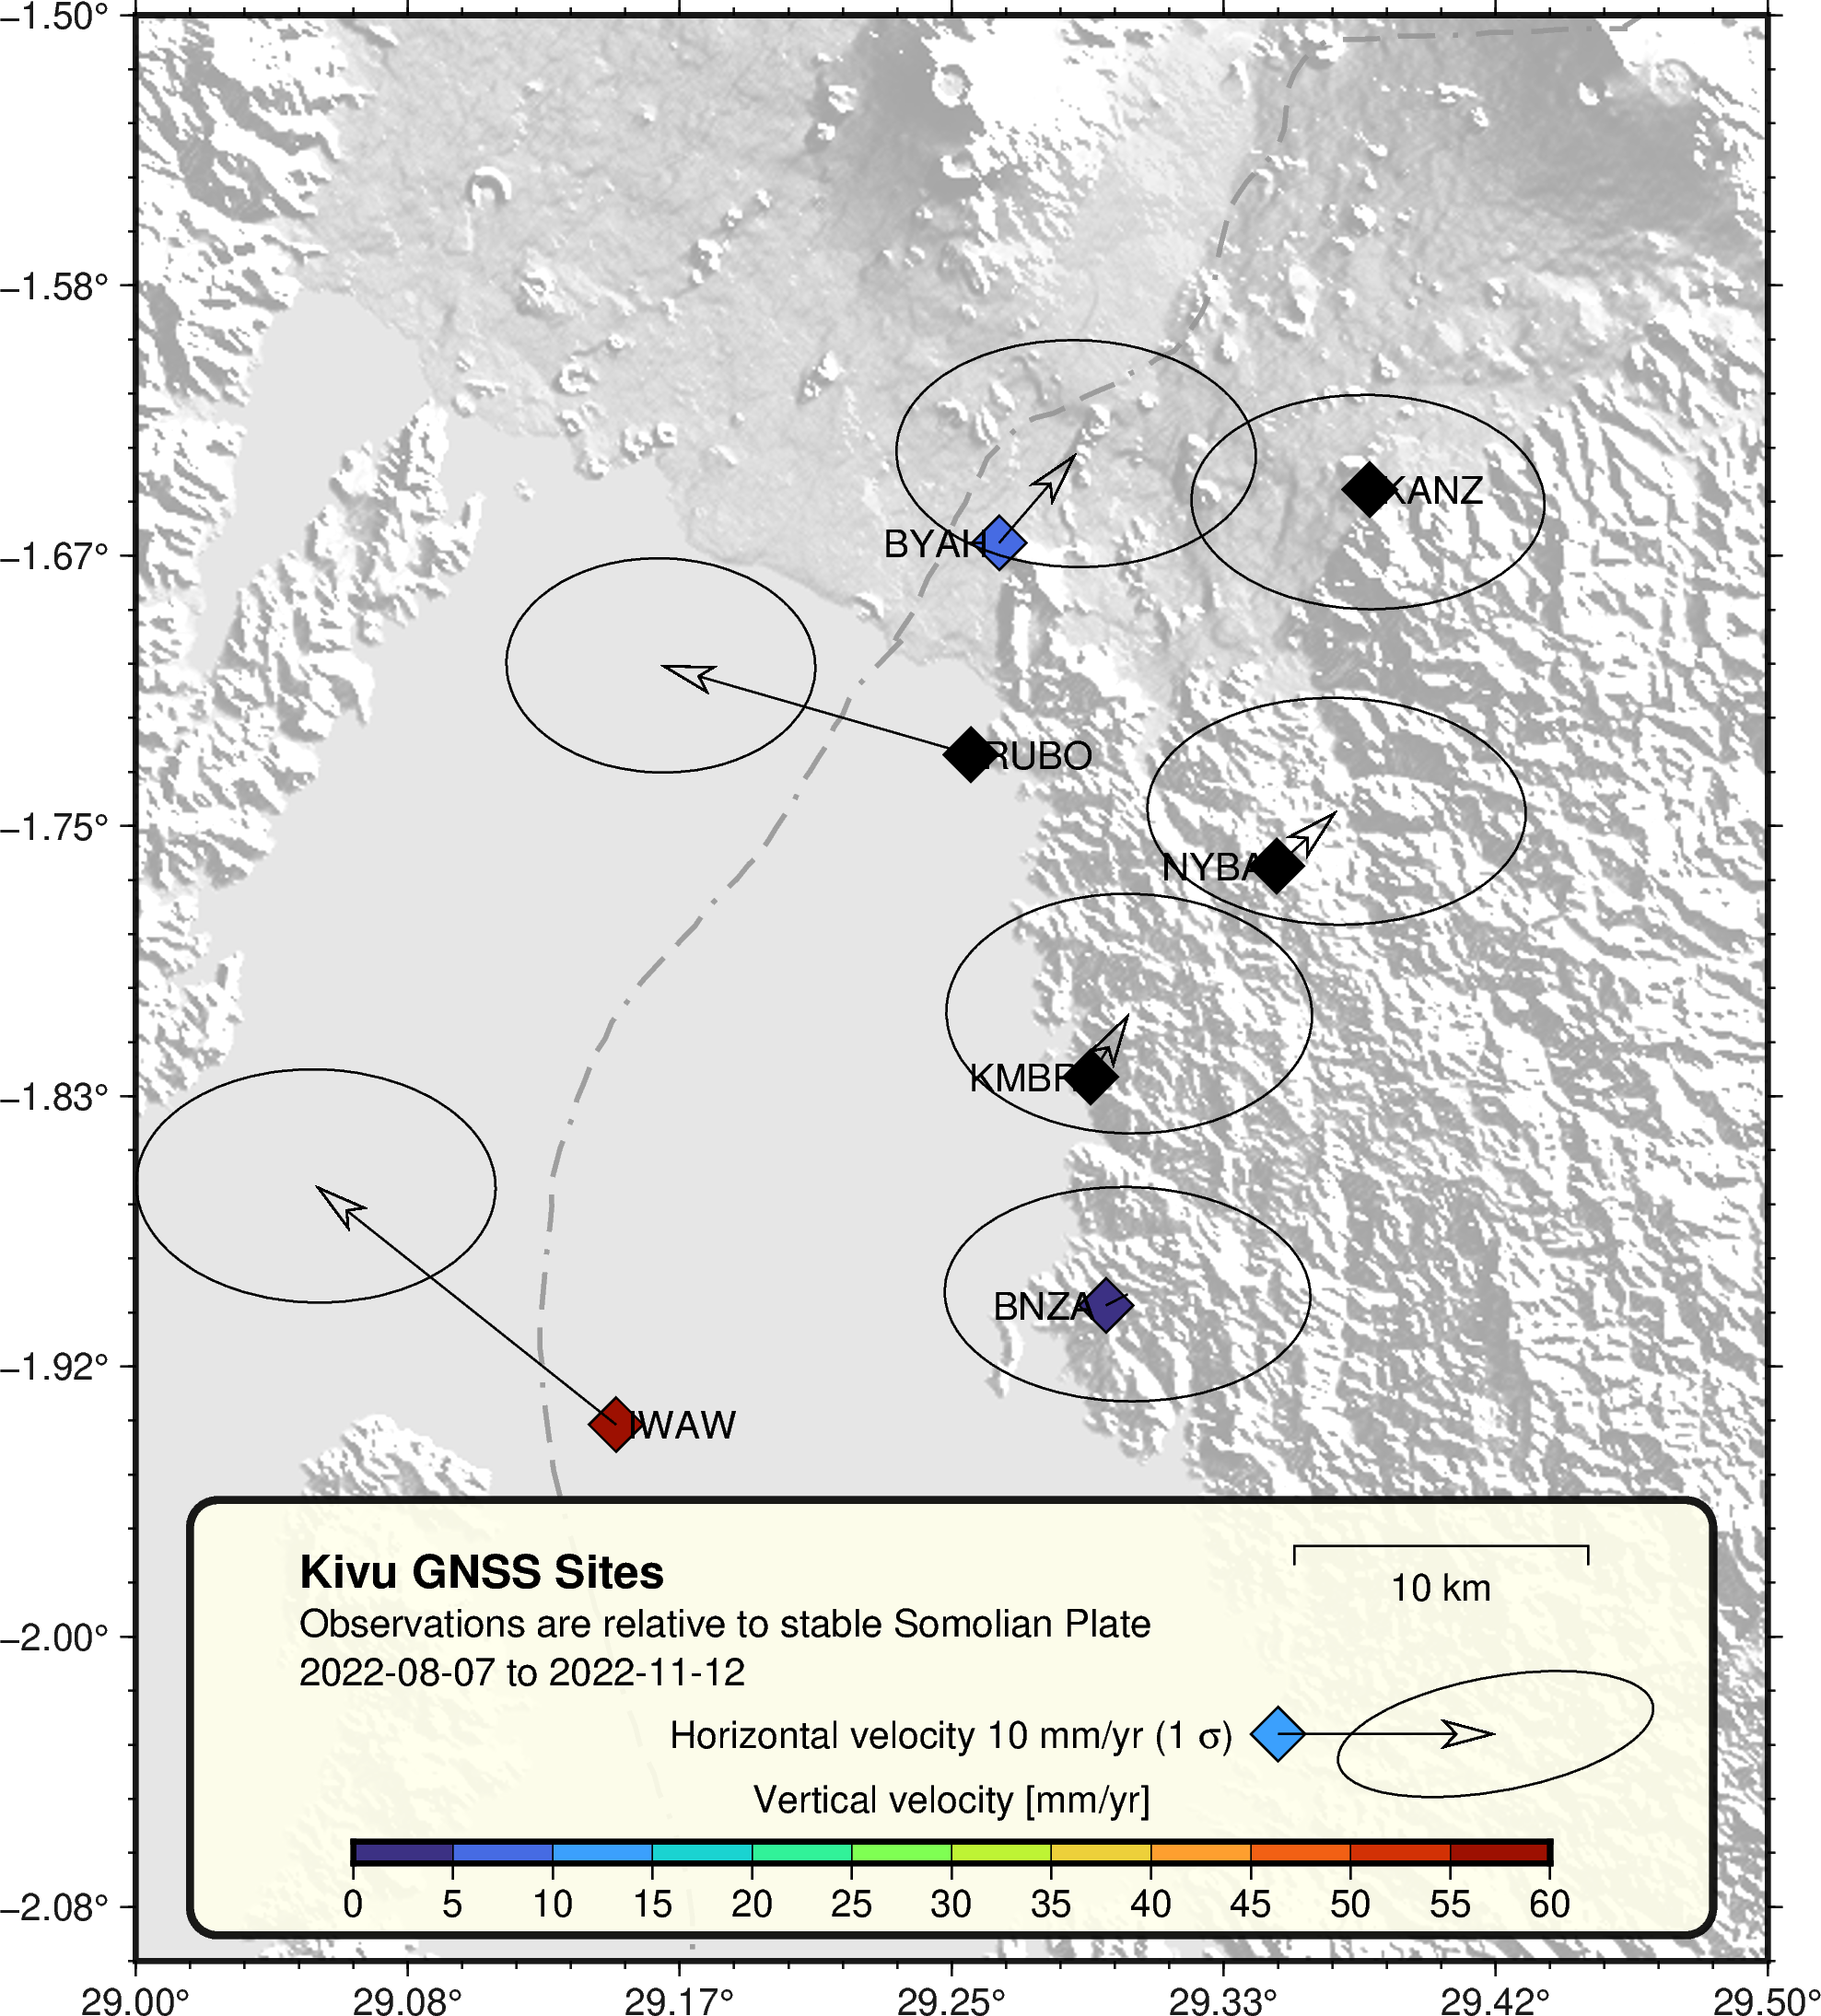 −1.50°
−1.58°
−1.67°
−1.75°
−1.83°
−1.92°
−2.00°
−2.08°
BYAH
KANZ
RUBO
NYBA
KMBR
BNZA
IWAW
Kivu GNSS Sites
Observations are relative to stable Somolian Plate
2022-08-07 to 2022-11-12
10 km
Horizontal velocity 10 mm/yr (1 σ)
Vertical velocity [mm/yr]
0 5 10 15 20 25 30 35 40 45 50 55 60
29.00° 29.08° 29.17° 29.25° 29.33° 29.42° 29.50°